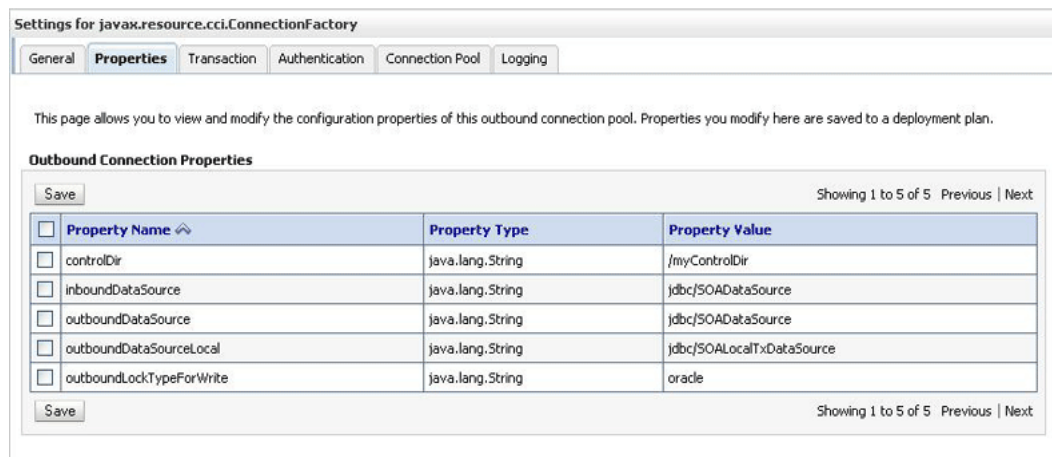 Settings for javax.resource.cci.ConnectionFactory
General Properties Transaction Authentication Connection Pool Logging
This page allows you to view and modify the configuration properties of this outbound connection pool. Properties you modify here are saved to a deployment plan.
Outbound Connection Properties
Save Showing 1 to 5 of 5 Previous | Next
Property Name Property Type Property Value
controlDir java.lang.String /myControlDir
inboundDataSource java.lang.String jdbc/SOADataSource
outboundDataSource java.lang.String jdbc/SOADataSource
outboundDataSourceLocal java.lang.String jdbc/SOALocalTxDataSource
outboundLockTypeForWrite java.lang.String oracle
Save Showing 1 to 5 of 5 Previous | Next